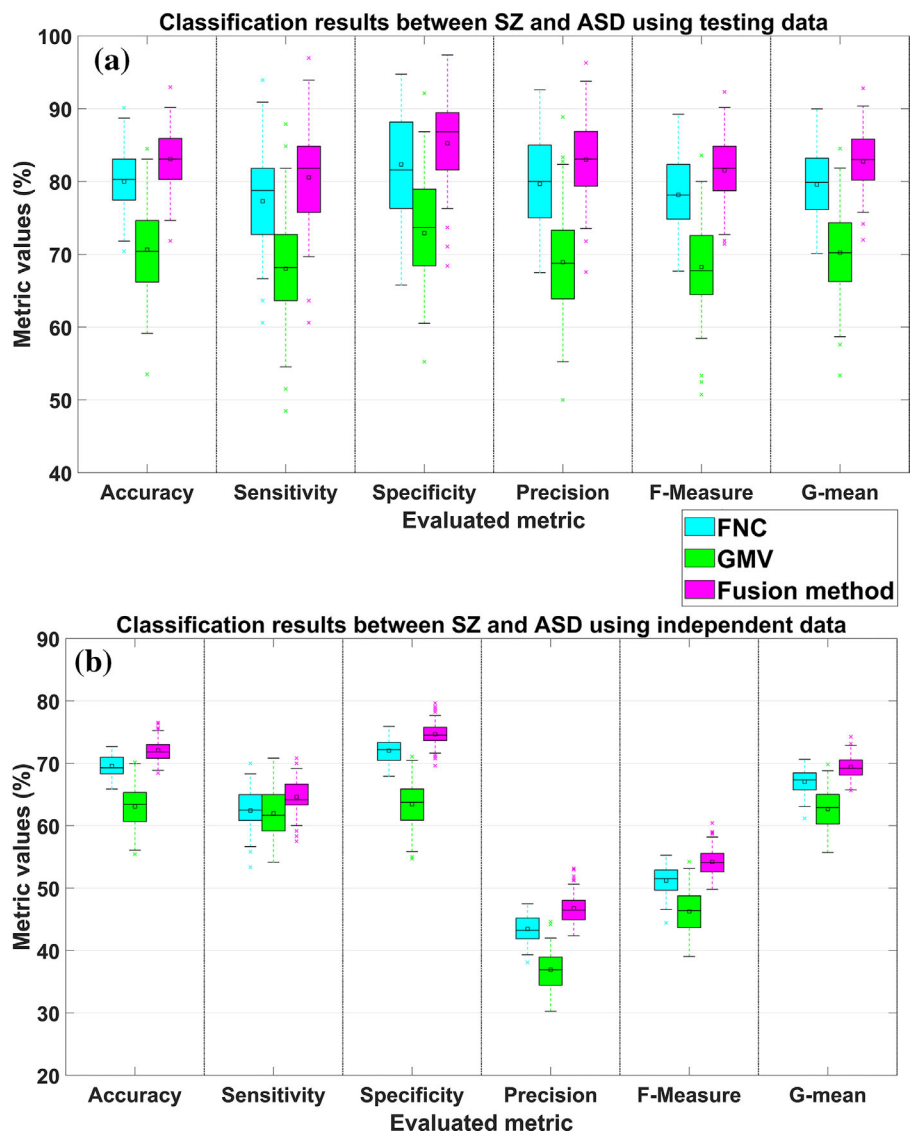 Classification results between SZ and ASD using testing data
(a)
100
90
80
70
60
50
40
Metric values (%)
Accuracy Sensitivity Specificity Precision F-Measure G-mean
Evaluated metric
FNC
GMV
Fusion method
Classification results between SZ and ASD using independent data
(b)
90
80
70
60
50
40
30
20
Metric values (%)
Accuracy Sensitivity Specificity Precision F-Measure G-mean
Evaluated metric